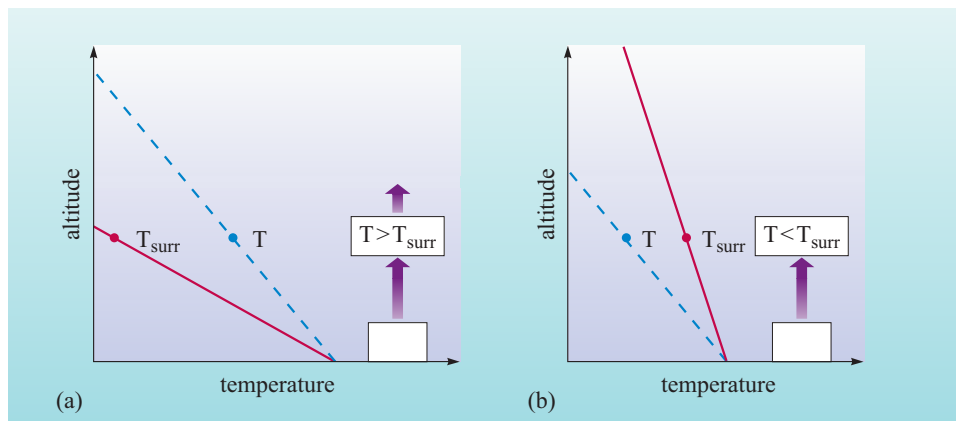 altitude
T_surr
T
T > T_surr
temperature
(a)
altitude
T
T_surr
T < T_surr
temperature
(b)